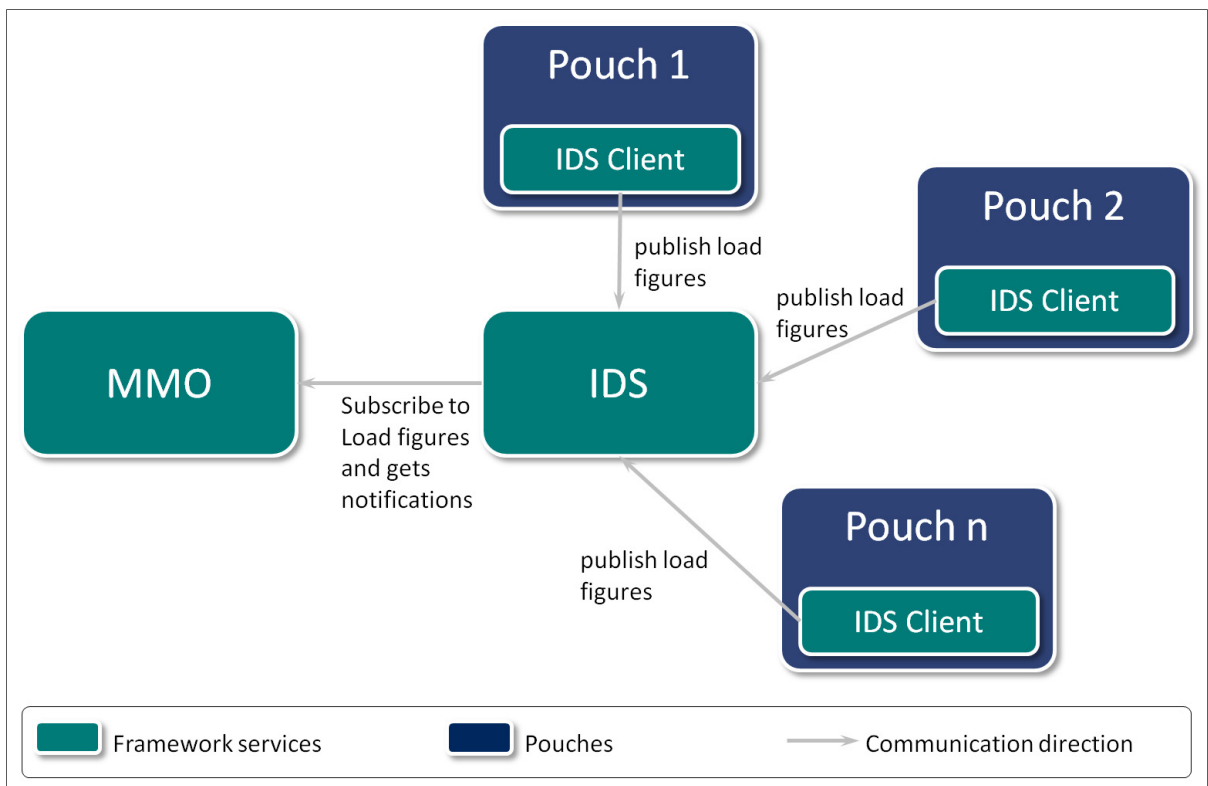 Pouch 1
IDS Client
publish load
figures
Pouch 2
IDS Client
publish load
figures
MMO
IDS
Subscribe to
Load figures
and gets
notifications
Pouch n
IDS Client
publish load
figures
Framework services
Pouches
Communication direction